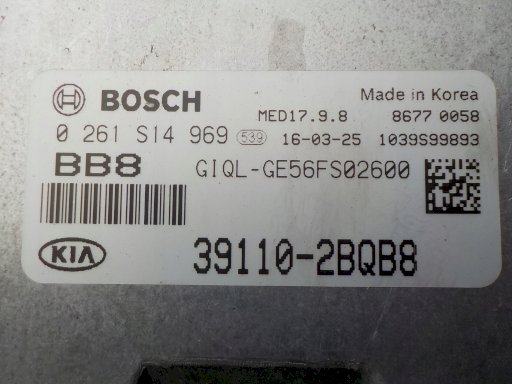 BOSCH
Made in Korea
MED17.9.8 8677 0058
0 261 S14 969 539 16-03-25 1039S99893
BB8 GIQL-GE56FS02600
KIA 39110-2BQB8